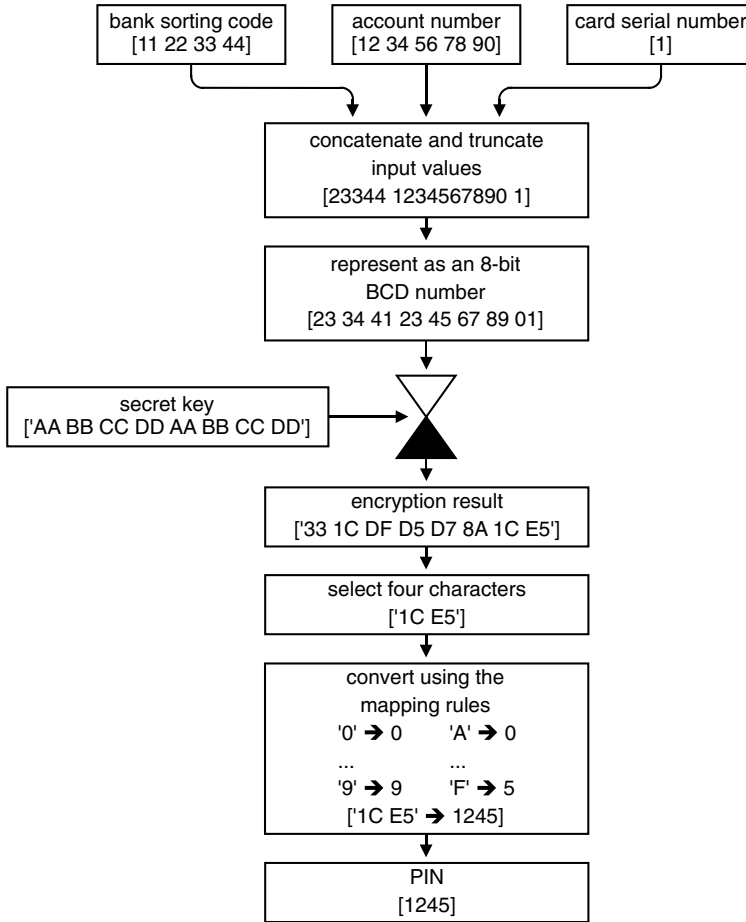 bank sorting code
[11 22 33 44]
account number
[12 34 56 78 90]
card serial number
[1]
concatenate and truncate
input values
[23344 1234567890 1]
represent as an 8-bit
BCD number
[23 34 41 23 45 67 89 01]
secret key
['AA BB CC DD AA BB CC DD']
encryption result
['33 1C DF D5 D7 8A 1C E5']
select four characters
['1C E5']
convert using the
mapping rules
'0' ➔ 0 'A' ➔ 0
... ...
'9' ➔ 9 'F' ➔ 5
['1C E5' ➔ 1245]
PIN
[1245]